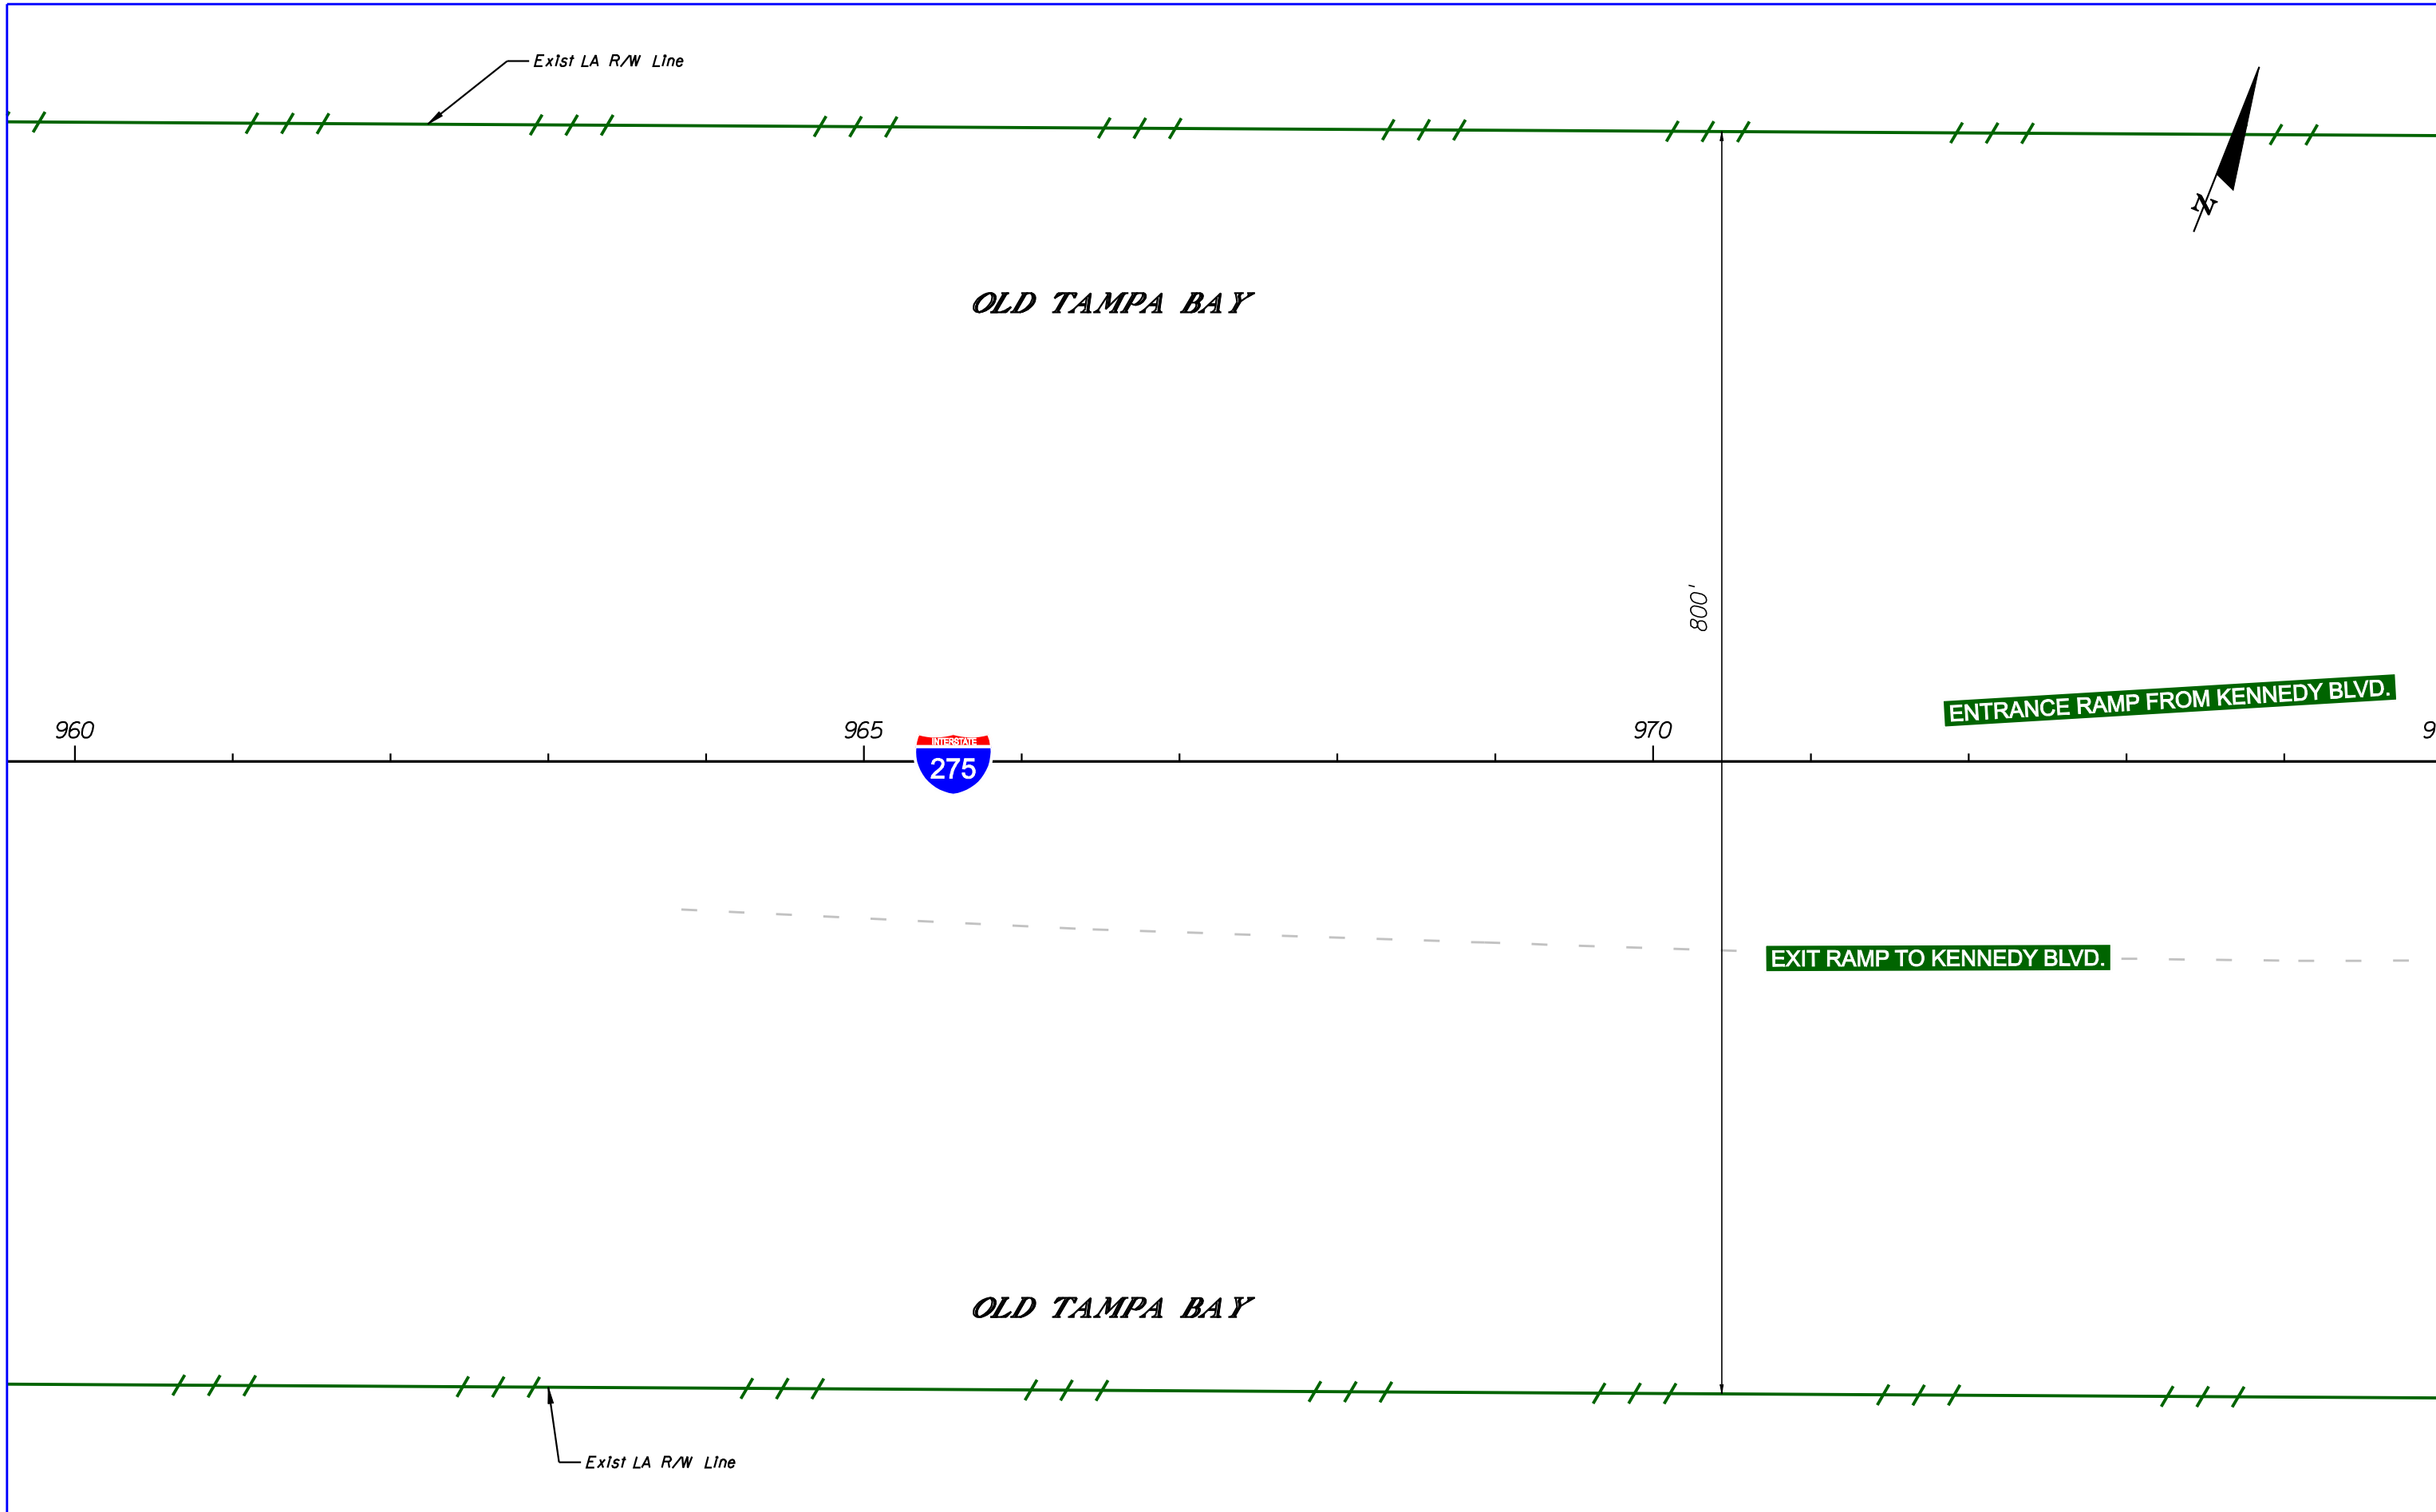 Exist LA R/W Line
N
OLD TAMPA BAY
800'
ENTRANCE RAMP FROM KENNEDY BLVD.
960
965
970
9
INTERSTATE
275
EXIT RAMP TO KENNEDY BLVD.
OLD TAMPA BAY
Exist LA R/W Line